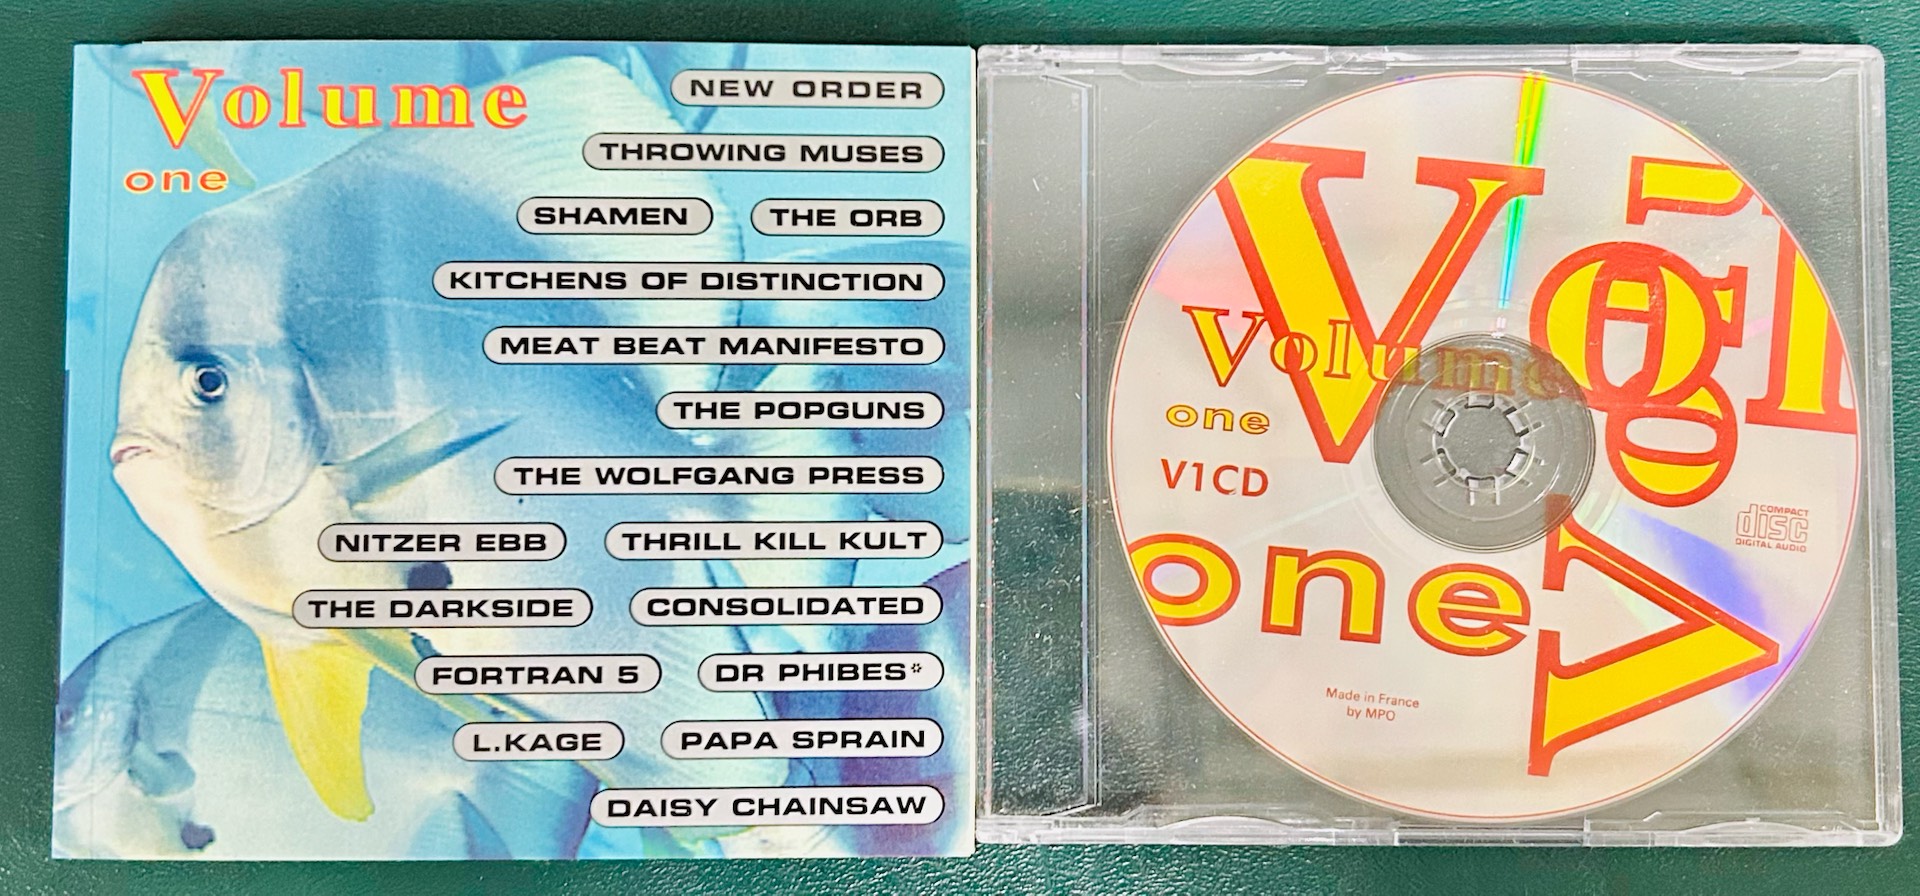 Volume
one
NEW ORDER
THROWING MUSES
SHAMEN THE ORB
KITCHENS OF DISTINCTION
MEAT BEAT MANIFESTO
THE POPGUNS
THE WOLFGANG PRESS
NITZER EBB THRILL KILL KULT
THE DARKSIDE CONSOLIDATED
FORTRAN 5 DR PHIBES*
L.KAGE PAPA SPRAIN
DAISY CHAINSAW
Volume
one
V1CD
one
V
COMPACT
disc
DIGITAL AUDIO
Made in France
by MPO